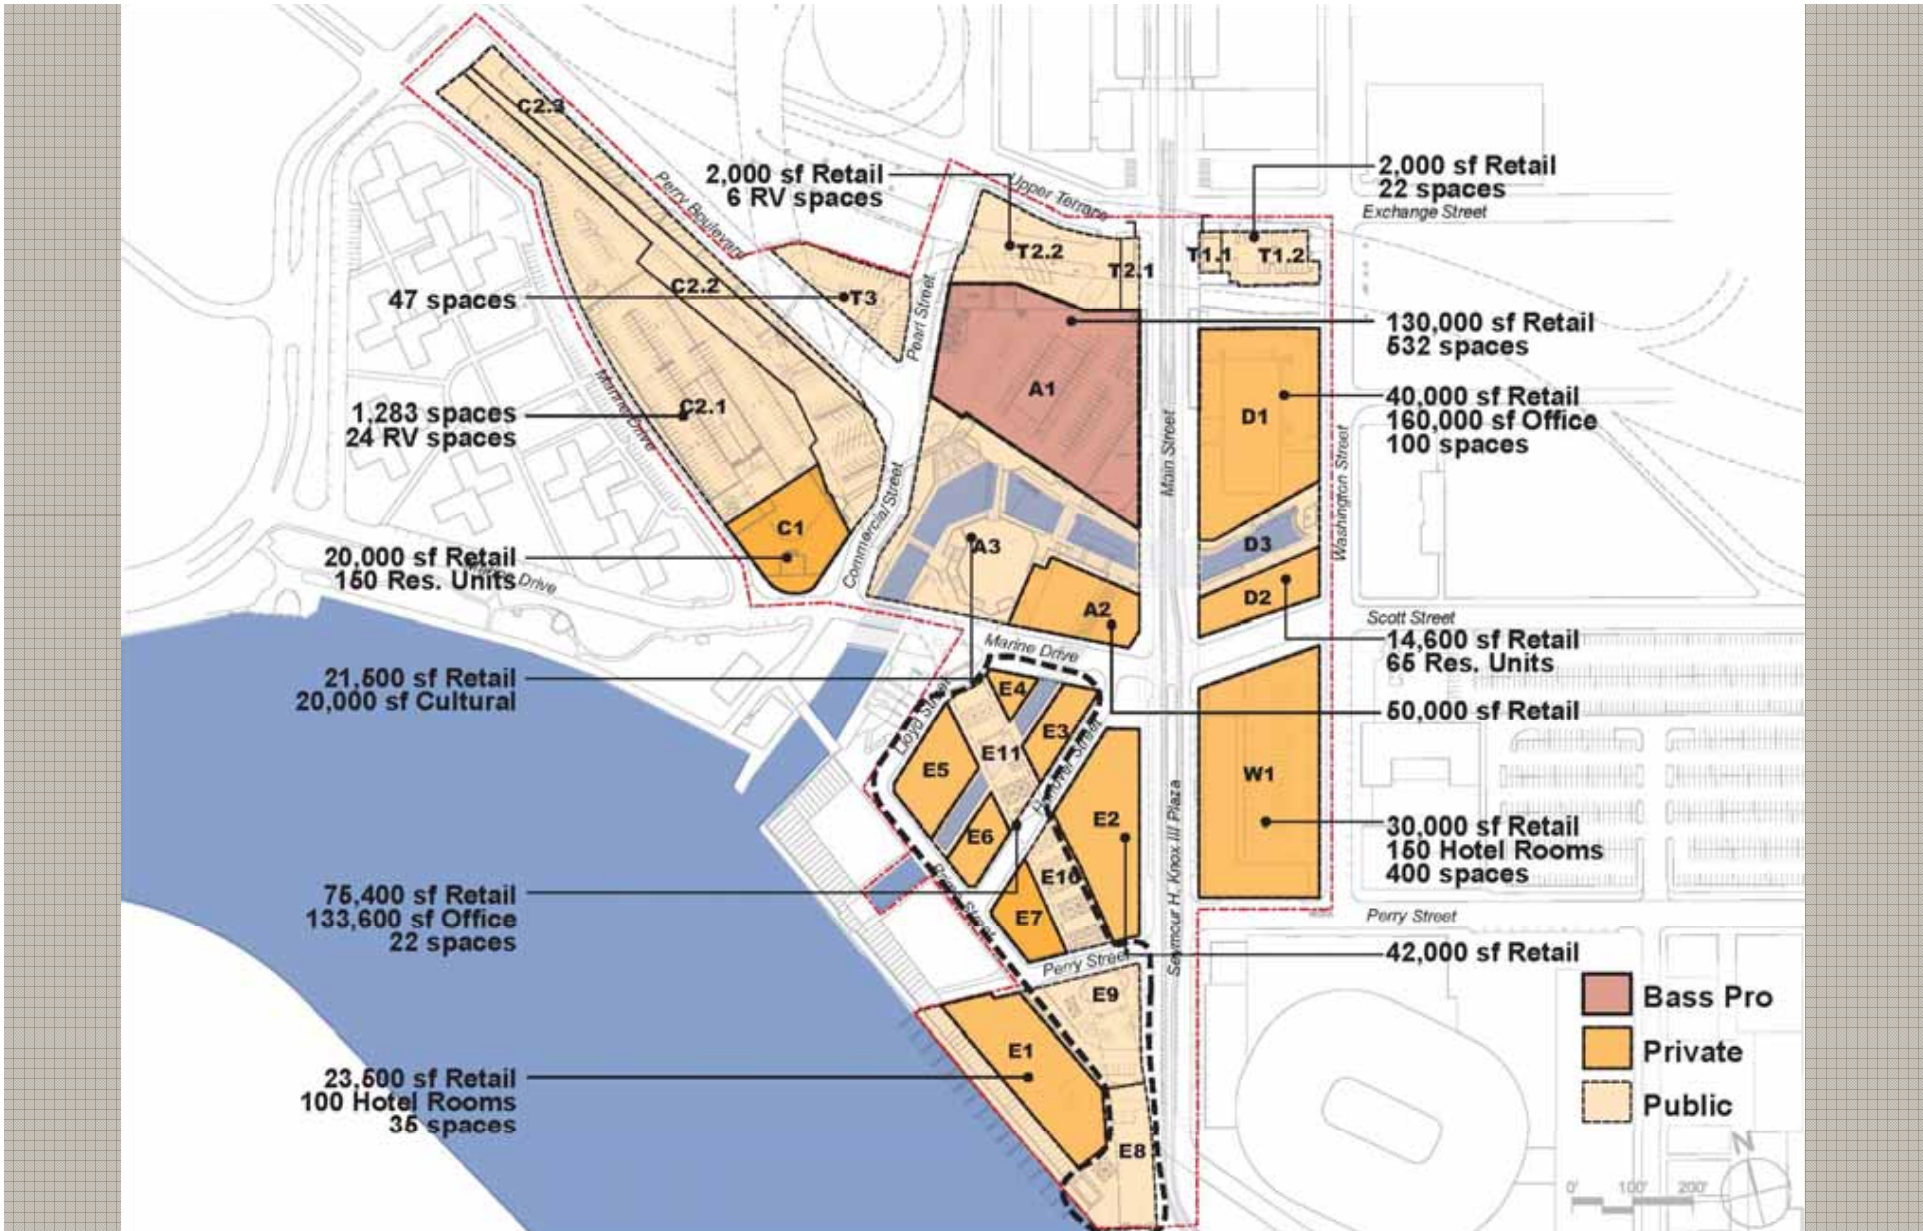 C2.3
2,000 sf Retail
6 RV spaces
Upper Terrace
2,000 sf Retail
22 spaces
Exchange Street
Perry Boulevard
T2.2
T2.1
T1.1
T1.2
C2.2
47 spaces
T3
Pearl Street
130,000 sf Retail
532 spaces
A1
Marine Drive
C2.1
1,283 spaces
24 RV spaces
D1
40,000 sf Retail
160,000 sf Office
100 spaces
Main Street
Washington Street
C1
Commercial Street
20,000 sf Retail
150 Res. Units
Drive
A3
D3
A2
D2
Scott Street
Marine Drive
14,600 sf Retail
65 Res. Units
21,500 sf Retail
20,000 sf Cultural
Lloyd Street
E4
50,000 sf Retail
E3
E11
Hanover Street
E5
W1
E2
E6
Seymour H. Knox III Plaza
30,000 sf Retail
150 Hotel Rooms
400 spaces
75,400 sf Retail
133,600 sf Office
22 spaces
Street
E10
E7
Perry Street
Perry Street
42,000 sf Retail
E9
Bass Pro
E1
Private
23,500 sf Retail
100 Hotel Rooms
35 spaces
Public
E8
N
0' 100' 200'